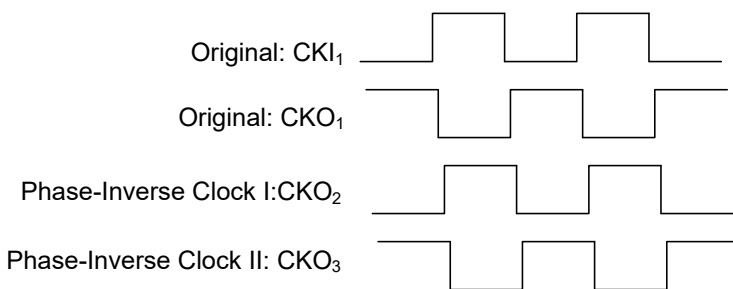 Original: CKI₁
Original: CKO₁
Phase-Inverse Clock I:CKO₂
Phase-Inverse Clock II: CKO₃